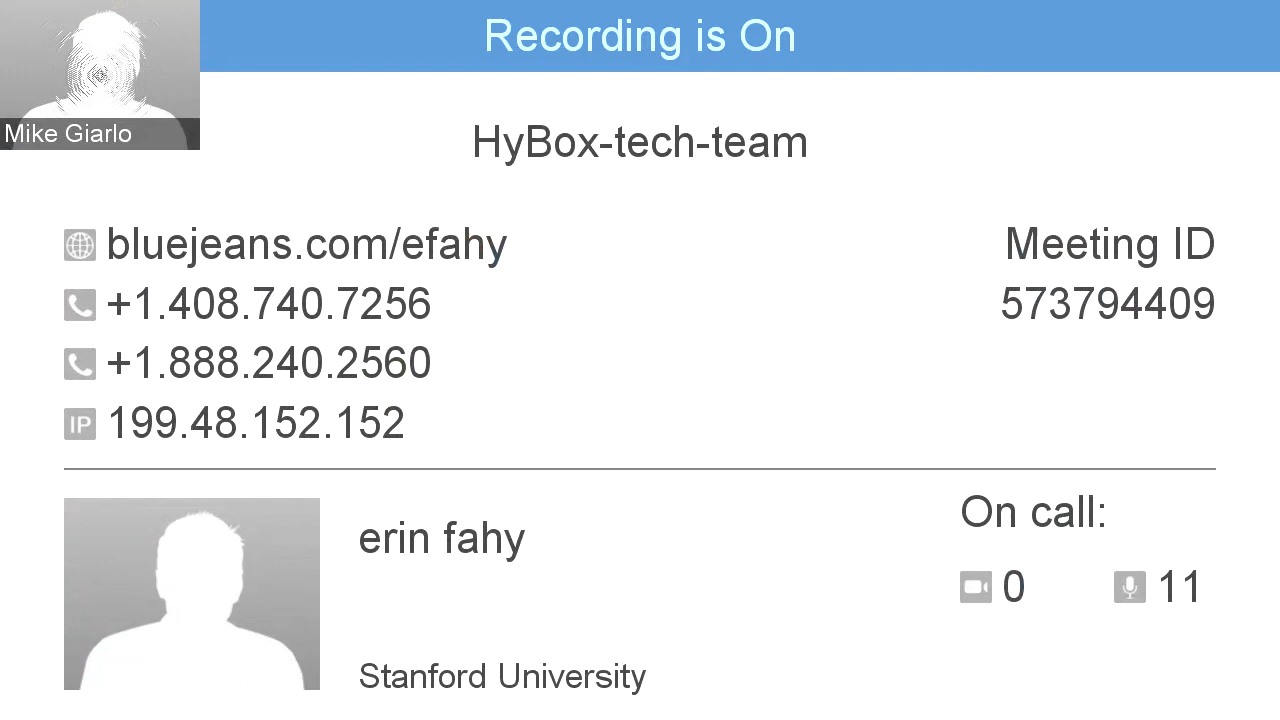 Recording is On
Mike Giarlo
HyBox-tech-team
bluejeans.com/efahy
Meeting ID
+1.408.740.7256
573794409
+1.888.240.2560
IP 199.48.152.152
On call:
erin fahy
0 11
Stanford University